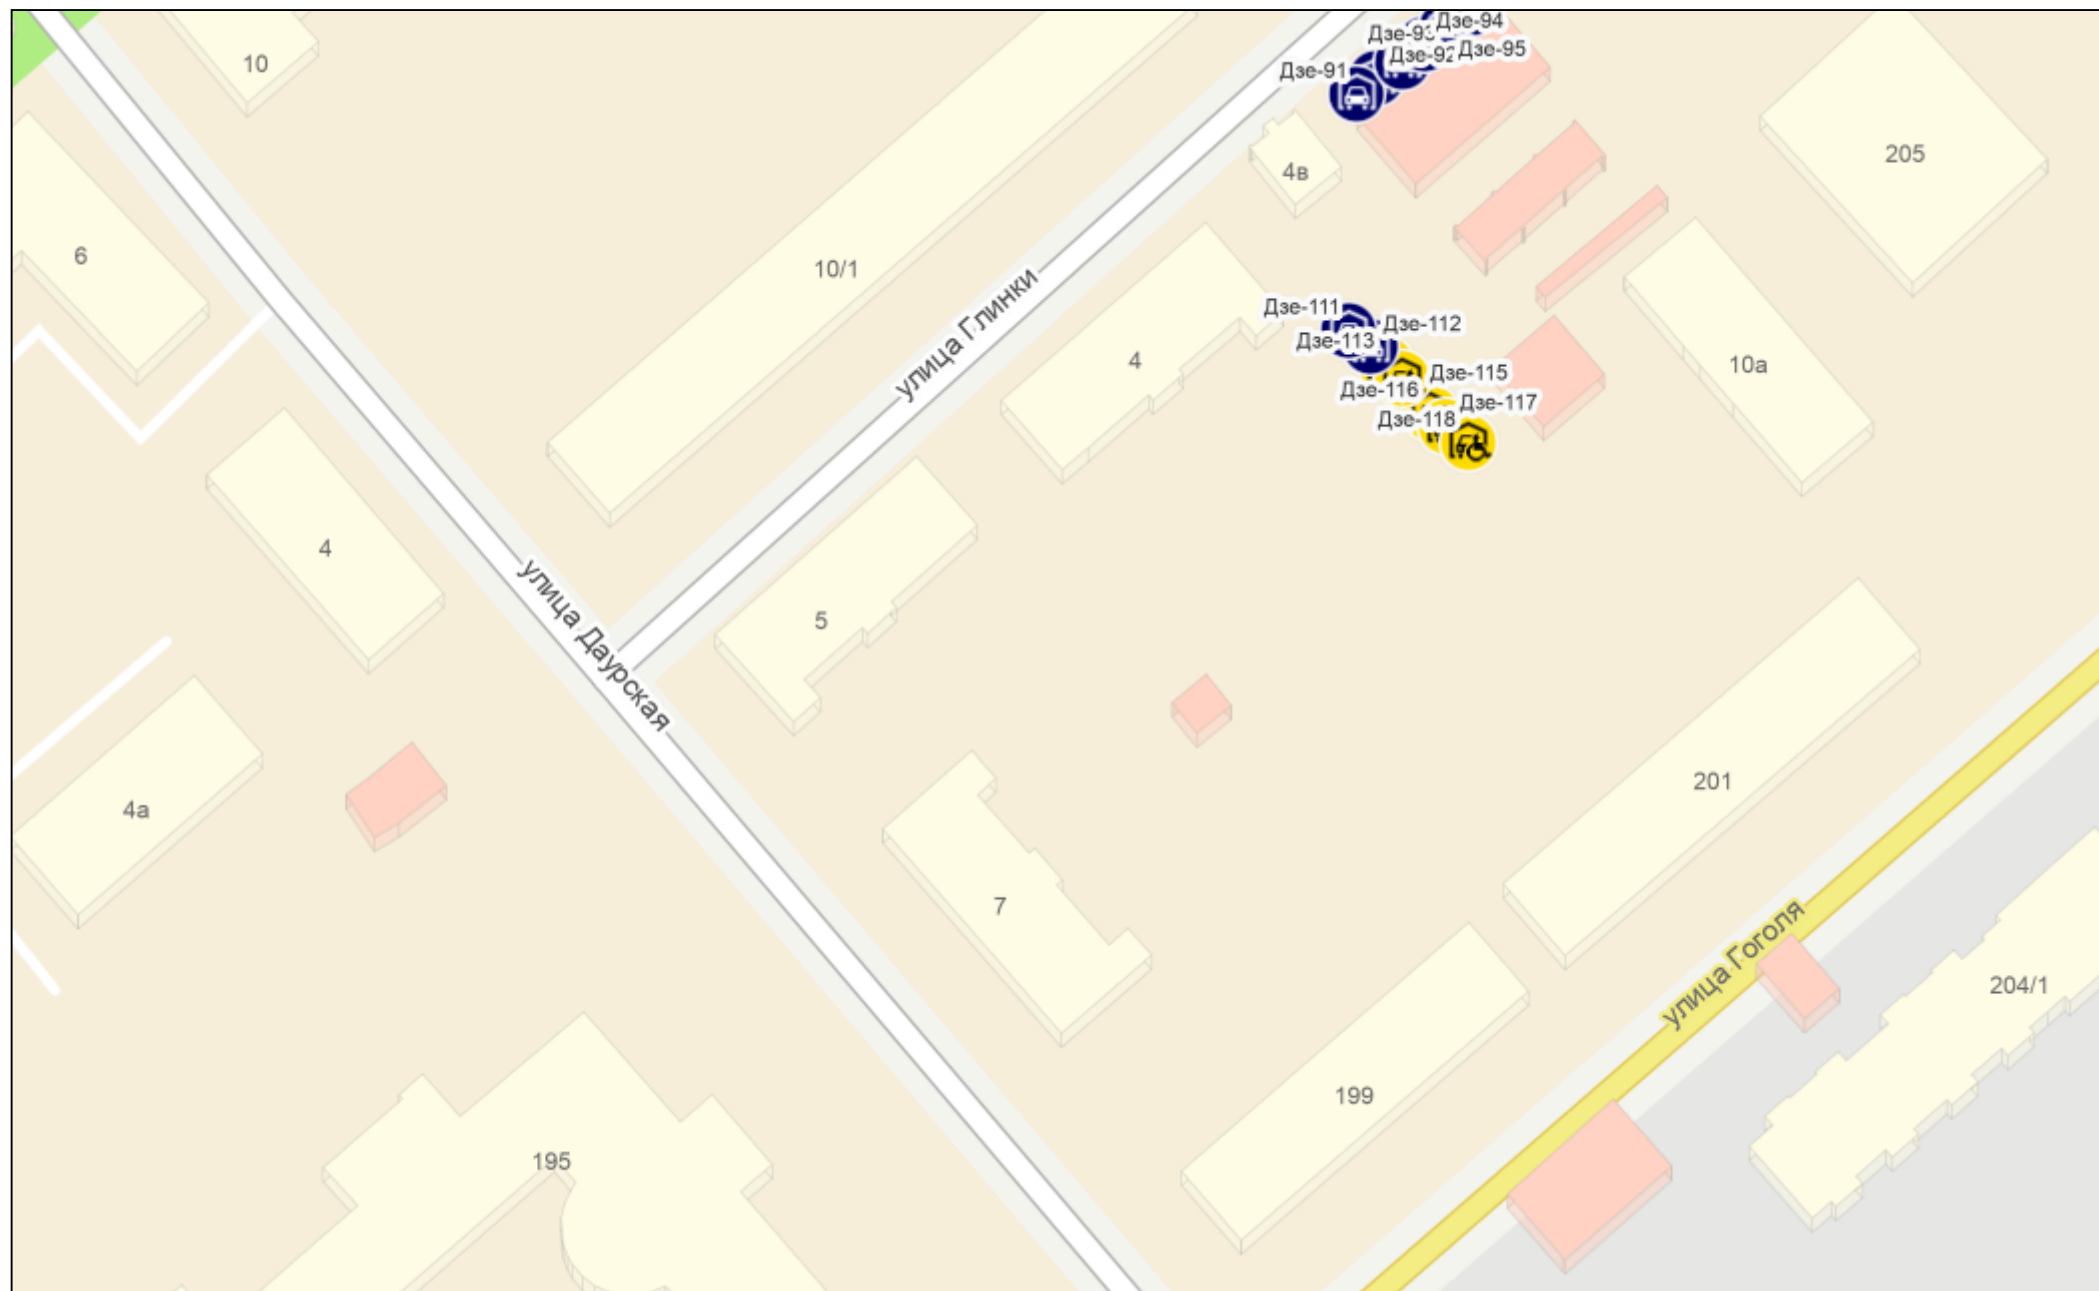 Дзе-94
Дзе-93
Дзе-92
Дзе-95
10
Дзе-91
205
4в
6
10/1
улица Глинки
Дзе-111
Дзе-112
Дзе-113
4
10а
Дзе-115
Дзе-116
Дзе-117
Дзе-118
4
5
улица Даурская
201
4а
7
улица Гоголя
204/1
199
195